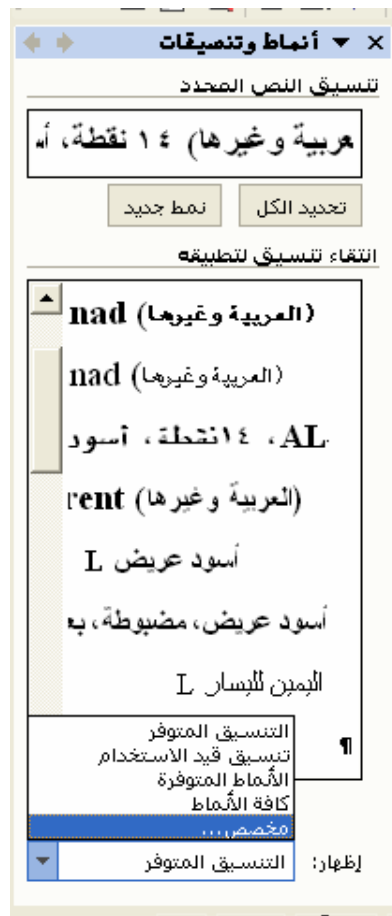 أنماط وتنصيقات
تنسيق النص المحدد
عربية وغيرها) ١٤ نقطة، أ
تحديد الكل
نمط جديد
انتقاء تنسيق لتطبيقه
(العربية وغيرها) nad
(العربية وغيرها) nad
AL، ١٤نقطة، أسود
(العربية وغيرها) rent
أسود عريض L
أسود عريض، مضبوطة، بع
اليمين لليسار L
¶
التنسيق المتوفر
تنسيق قيد الاستخدام
الأنماط المتوفرة
كافة الأنماط
مخصص...
إظهار: التنسيق المتوفر